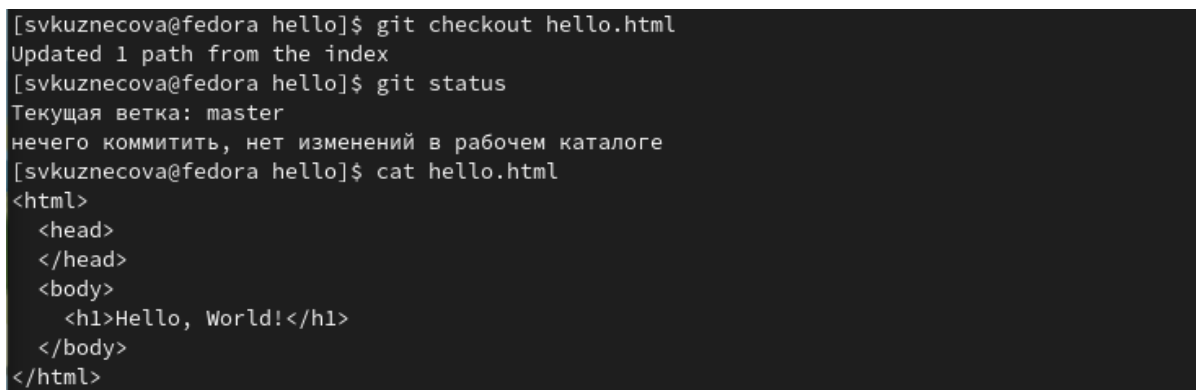 [svkuznecova@fedora hello]$ git checkout hello.html
Updated 1 path from the index
[svkuznecova@fedora hello]$ git status
Текущая ветка: master
нечего коммитить, нет изменений в рабочем каталоге
[svkuznecova@fedora hello]$ cat hello.html
<html>
  <head>
  </head>
  <body>
    <h1>Hello, World!</h1>
  </body>
</html>